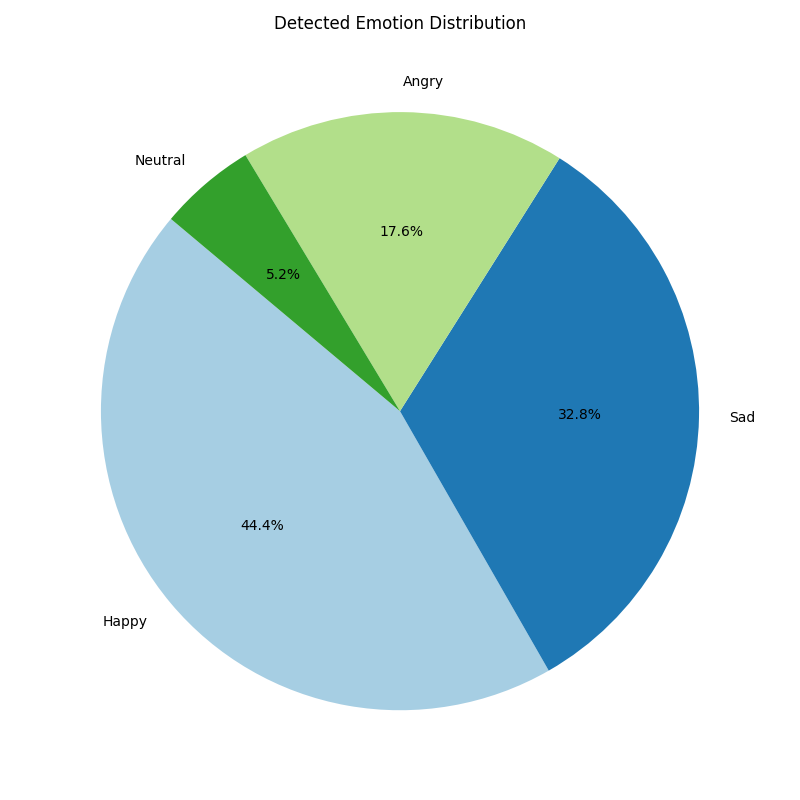 Detected Emotion Distribution
Angry
Neutral
17.6%
5.2%
32.8%
Sad
44.4%
Happy